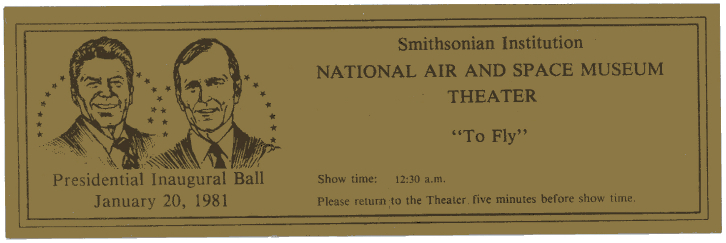 Presidential Inaugural Ball
January 20, 1981
Smithsonian Institution
NATIONAL AIR AND SPACE MUSEUM
THEATER
"To Fly"
Show time: 12:30 a.m.
Please return to the Theater five minutes before show time.